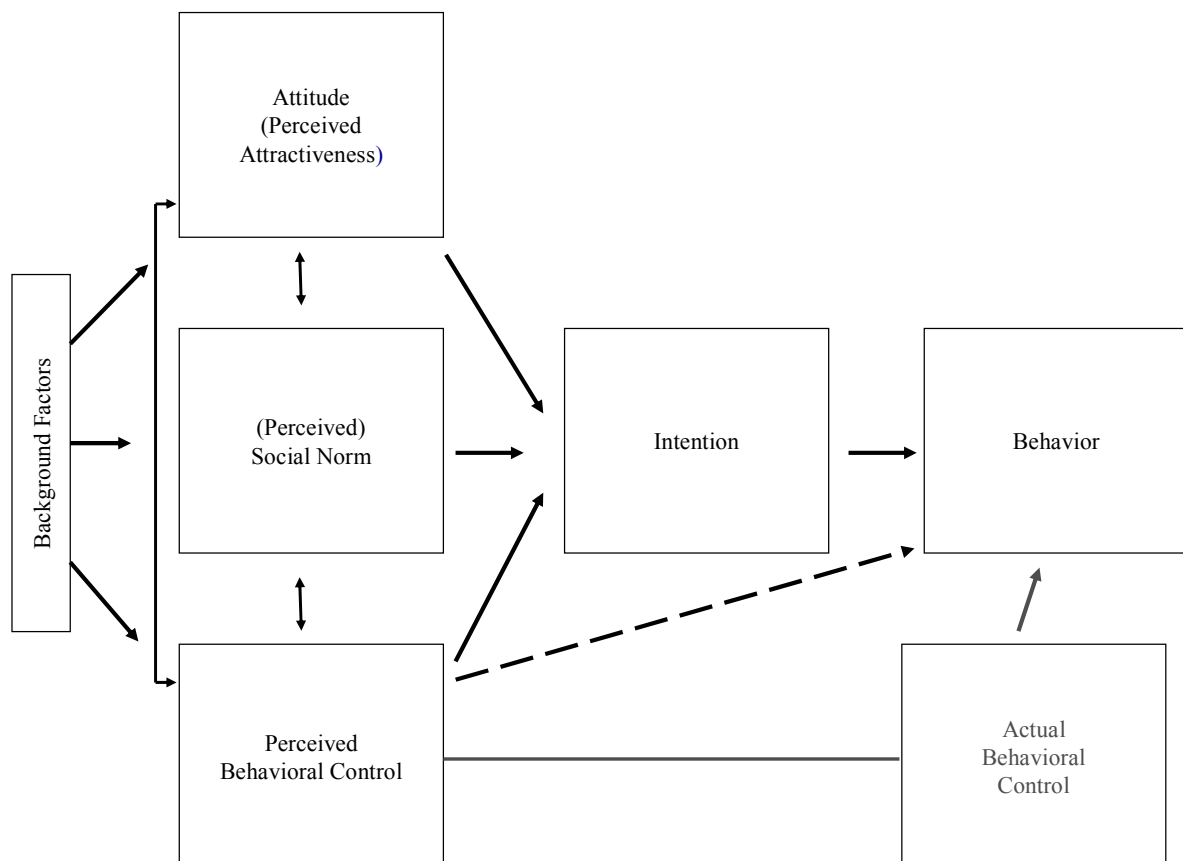 Attitude
(Perceived
Attractiveness)
Background Factors
(Perceived)
Social Norm
Intention
Behavior
Perceived
Behavioral Control
Actual
Behavioral
Control